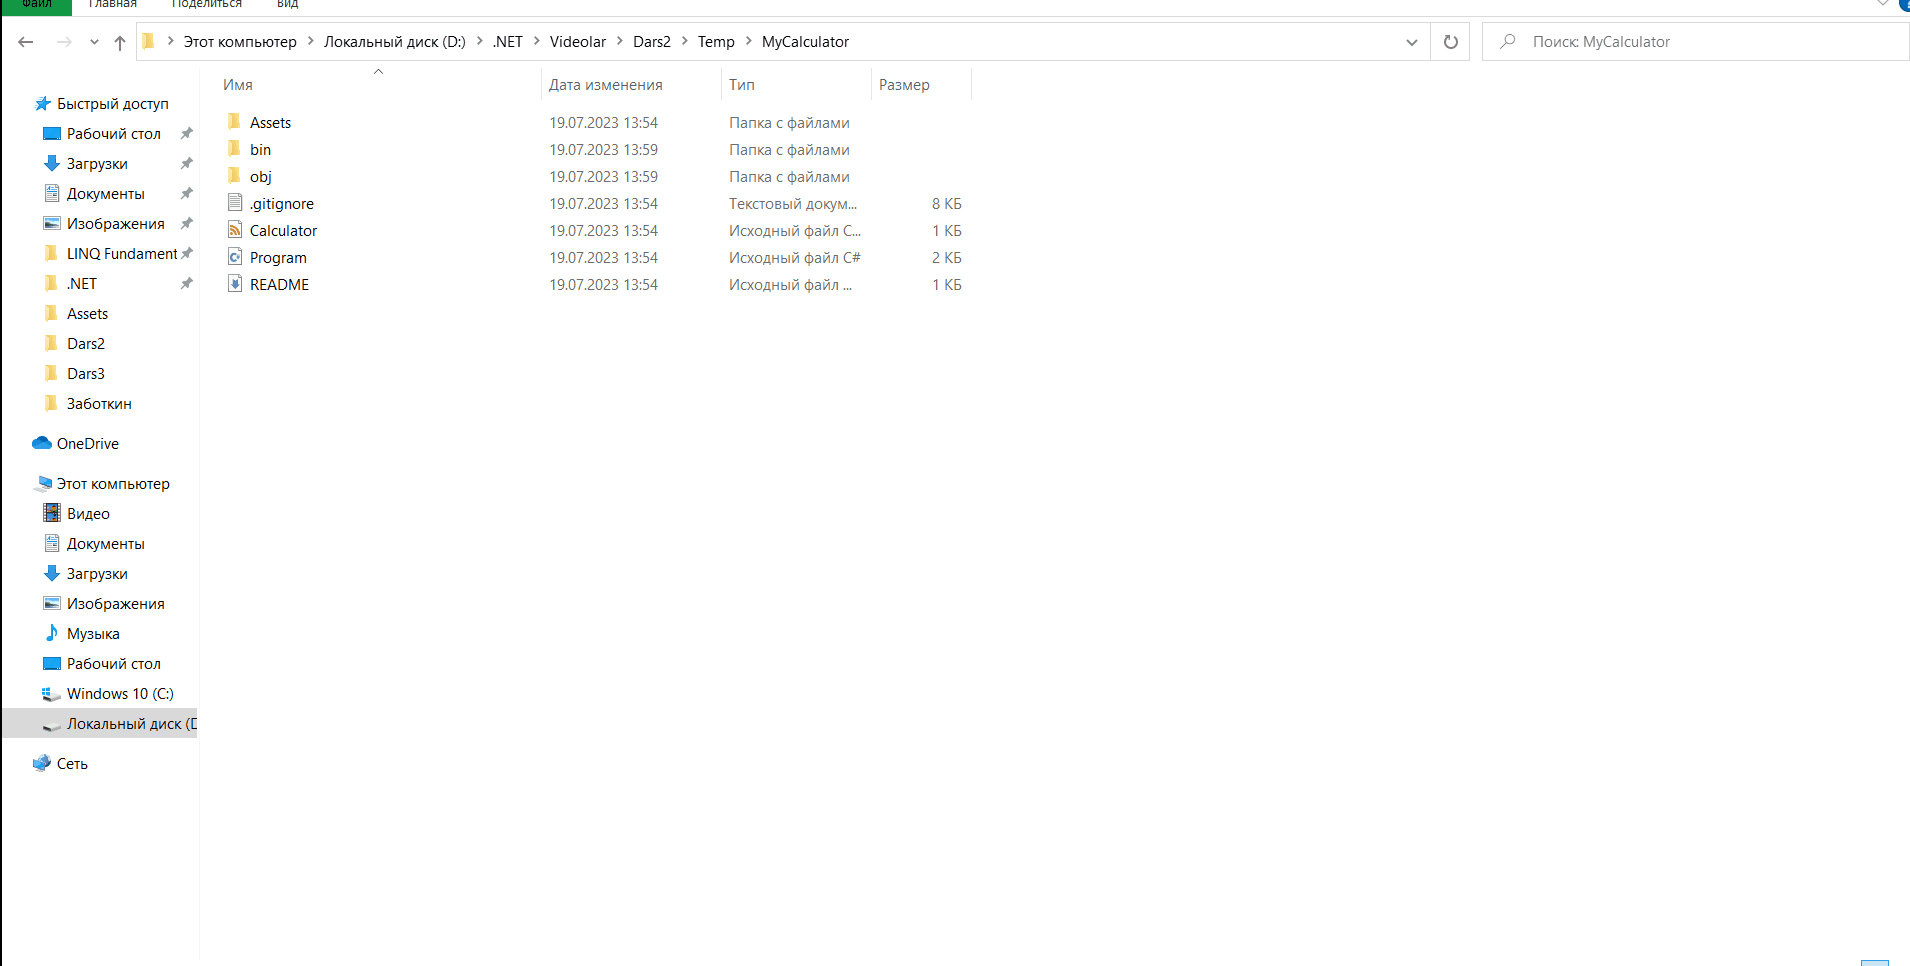 Файл Главная Поделиться Вид
Этот компьютер Локальный диск (D:) .NET Videolar Dars2 Temp MyCalculator Поиск: MyCalculator
Имя Дата изменения Тип Размер
Быстрый доступ
Рабочий стол
Загрузки
Документы
Изображения
LINQ Fundament
.NET
Assets
Dars2
Dars3
Заботкин
OneDrive
Этот компьютер
Видео
Документы
Загрузки
Изображения
Музыка
Рабочий стол
Windows 10 (C:)
Локальный диск (D
Сеть
Assets 19.07.2023 13:54 Папка с файлами
bin 19.07.2023 13:59 Папка с файлами
obj 19.07.2023 13:59 Папка с файлами
.gitignore 19.07.2023 13:54 Текстовый докум... 8 КБ
Calculator 19.07.2023 13:54 Исходный файл C... 1 КБ
Program 19.07.2023 13:54 Исходный файл C# 2 КБ
README 19.07.2023 13:54 Исходный файл ... 1 КБ